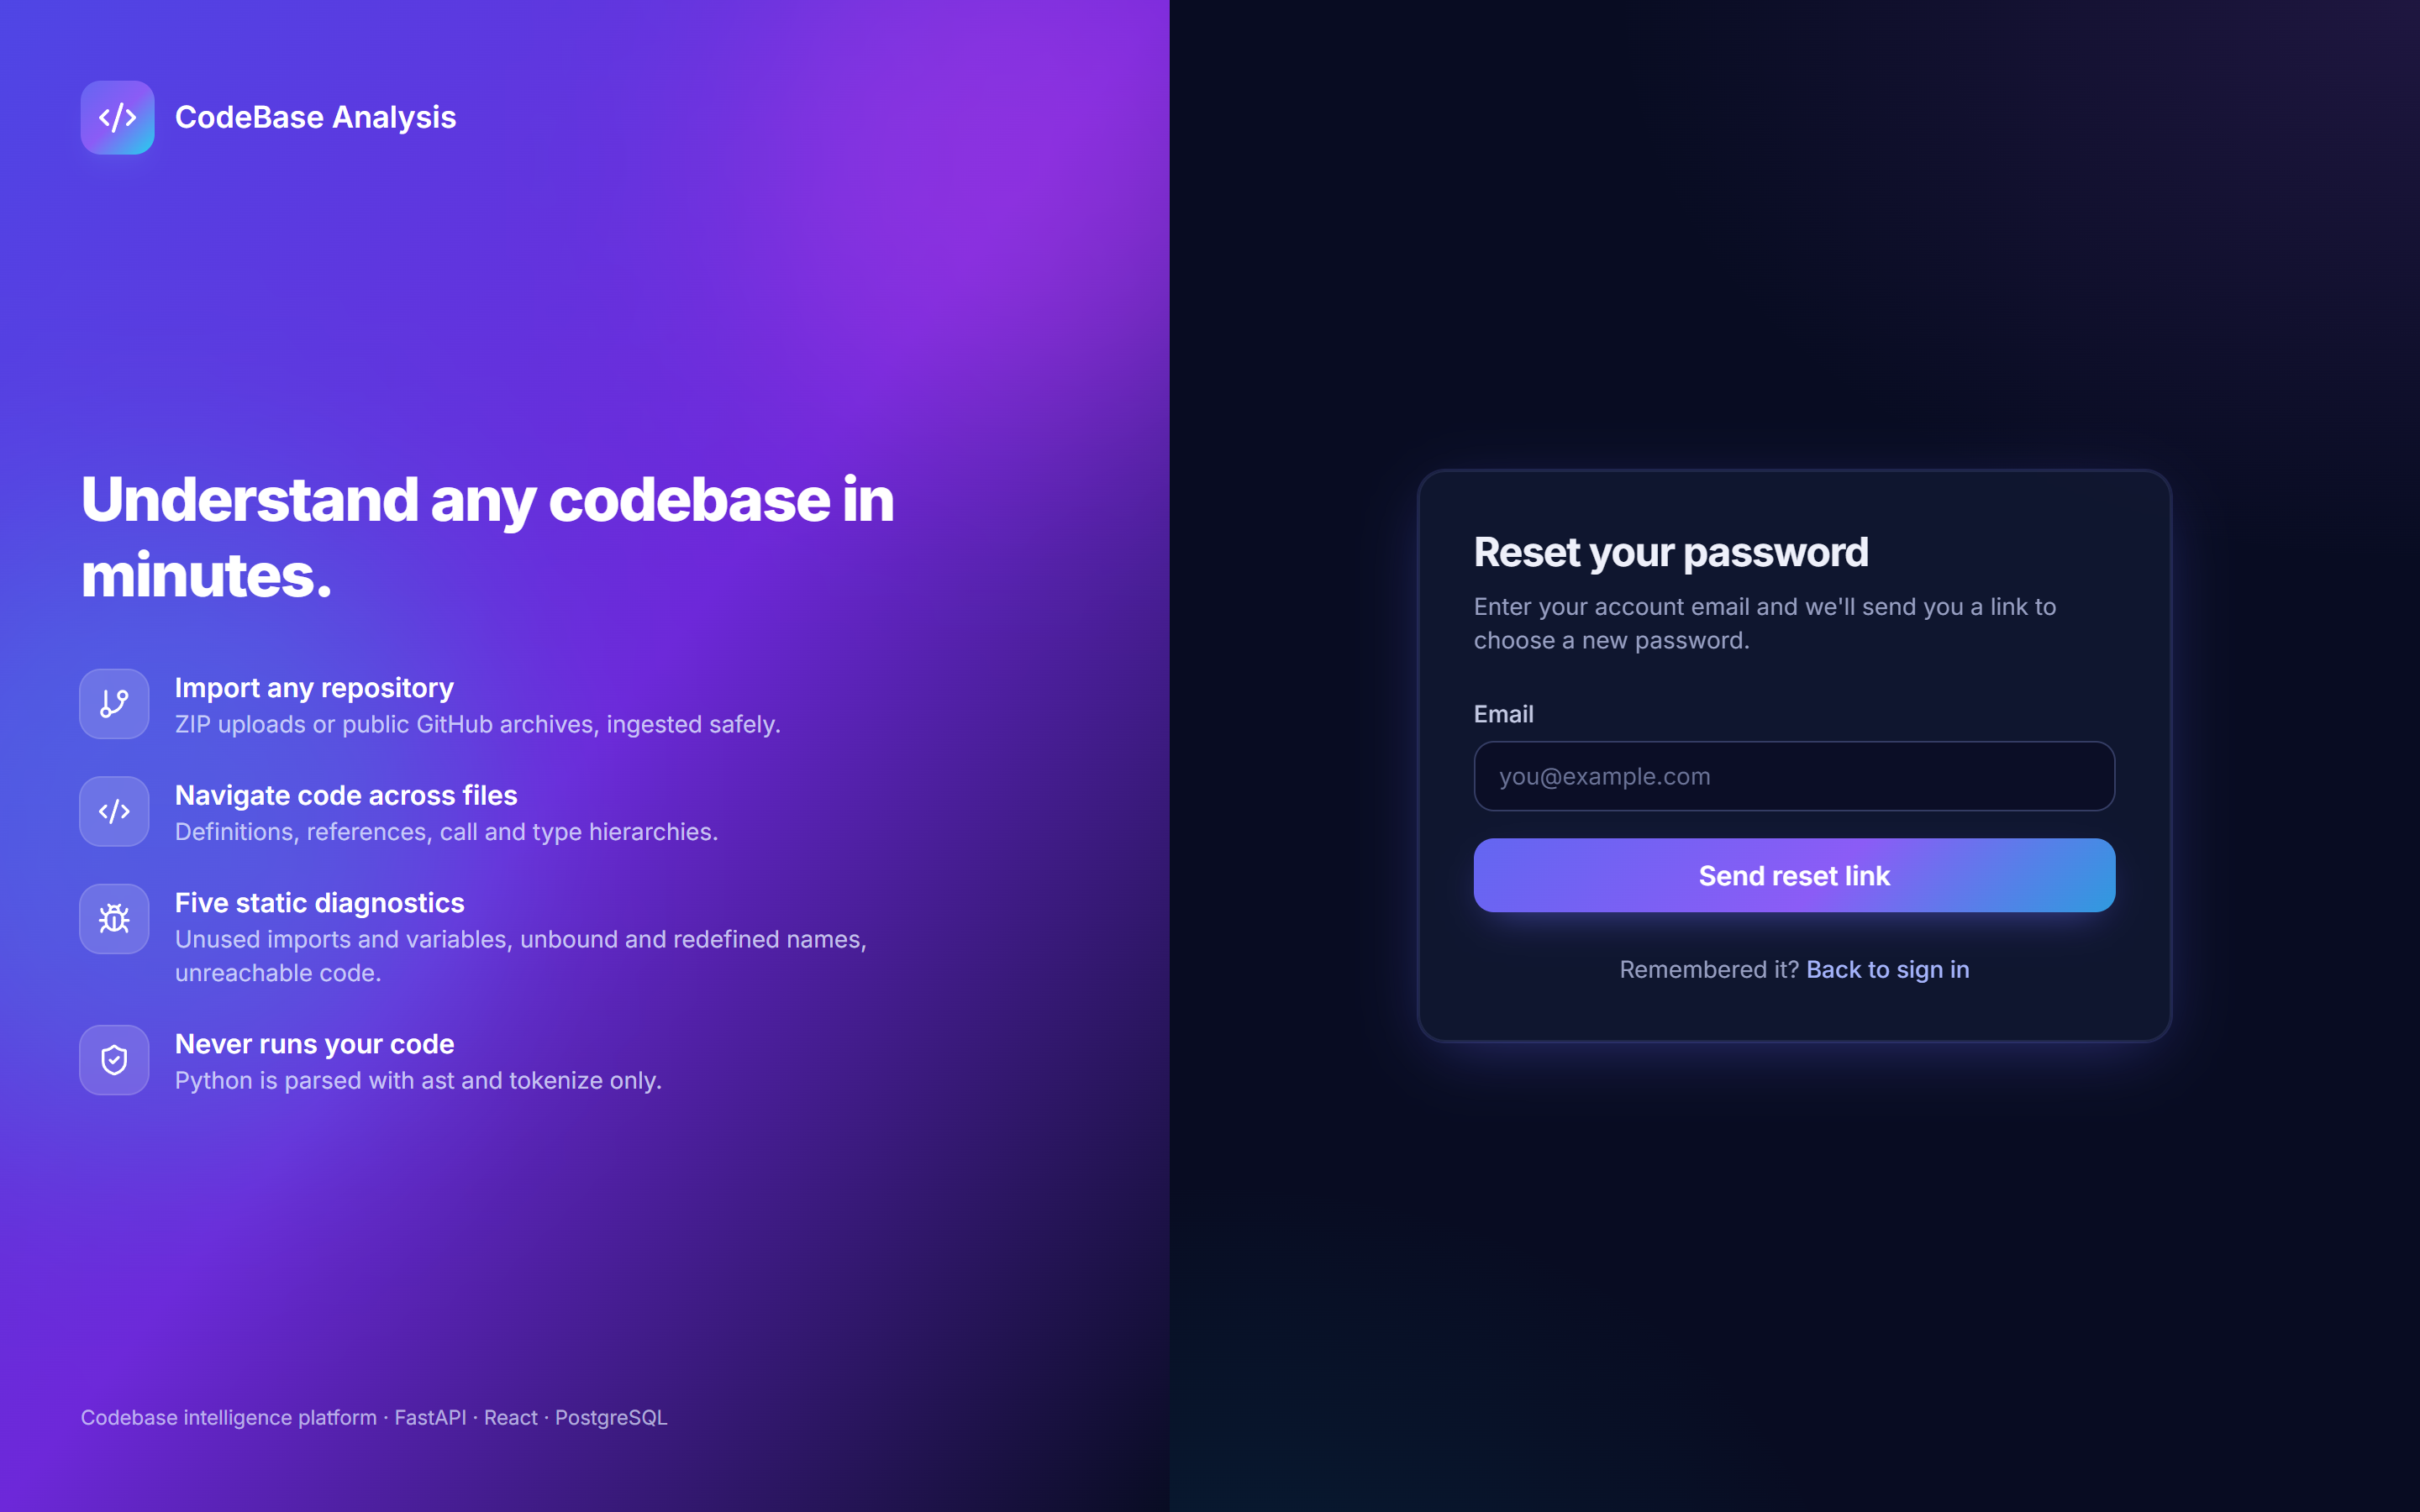 CodeBase Analysis
Understand any codebase in
minutes.
Import any repository
ZIP uploads or public GitHub archives, ingested safely.
Navigate code across files
Definitions, references, call and type hierarchies.
Five static diagnostics
Unused imports and variables, unbound and redefined names,
unreachable code.
Never runs your code
Python is parsed with ast and tokenize only.
Codebase intelligence platform · FastAPI · React · PostgreSQL
Reset your password
Enter your account email and we'll send you a link to
choose a new password.
Email
you@example.com
Send reset link
Remembered it? Back to sign in